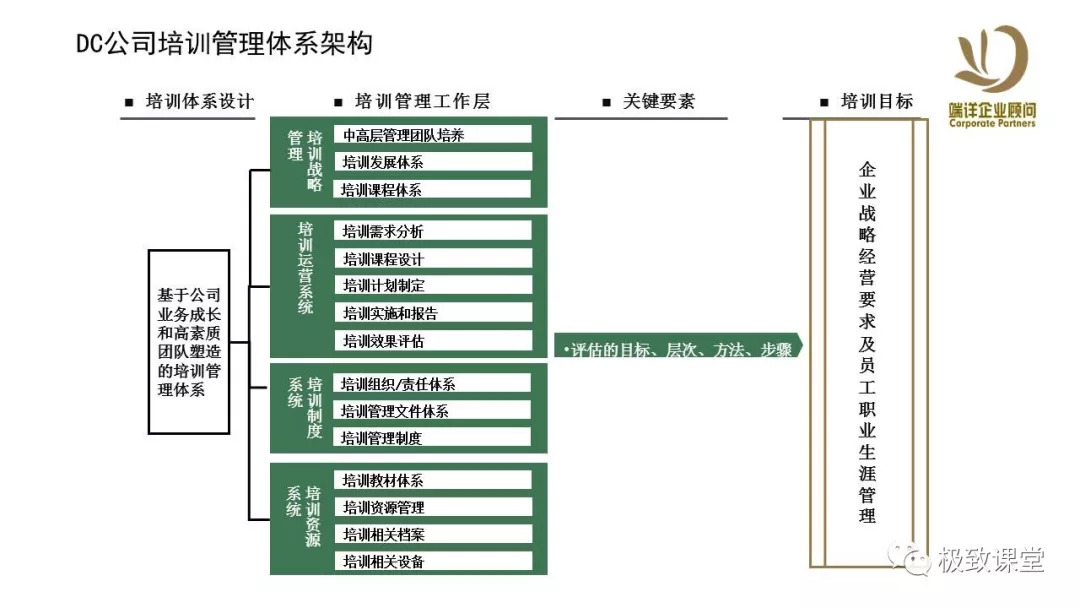 DC公司培训管理体系架构
端详企业顾问
Corporate Partners
■ 培训体系设计
■ 培训管理工作层
■ 关键要素
■ 培训目标
基于公司
业务成长
和高素质
团队塑造
的培训管
理体系
培训战略
管理
中高层管理团队培养
培训发展体系
培训课程体系
培训运营系统
培训需求分析
培训课程设计
培训计划制定
培训实施和报告
培训效果评估
培训制度
系统
培训组织/责任体系
培训管理文件体系
培训管理制度
培训资源
系统
培训教材体系
培训资源管理
培训相关档案
培训相关设备
•评估的目标、层次、方法、步骤
企业战略经营要求及员工职业生涯管理
极致课堂